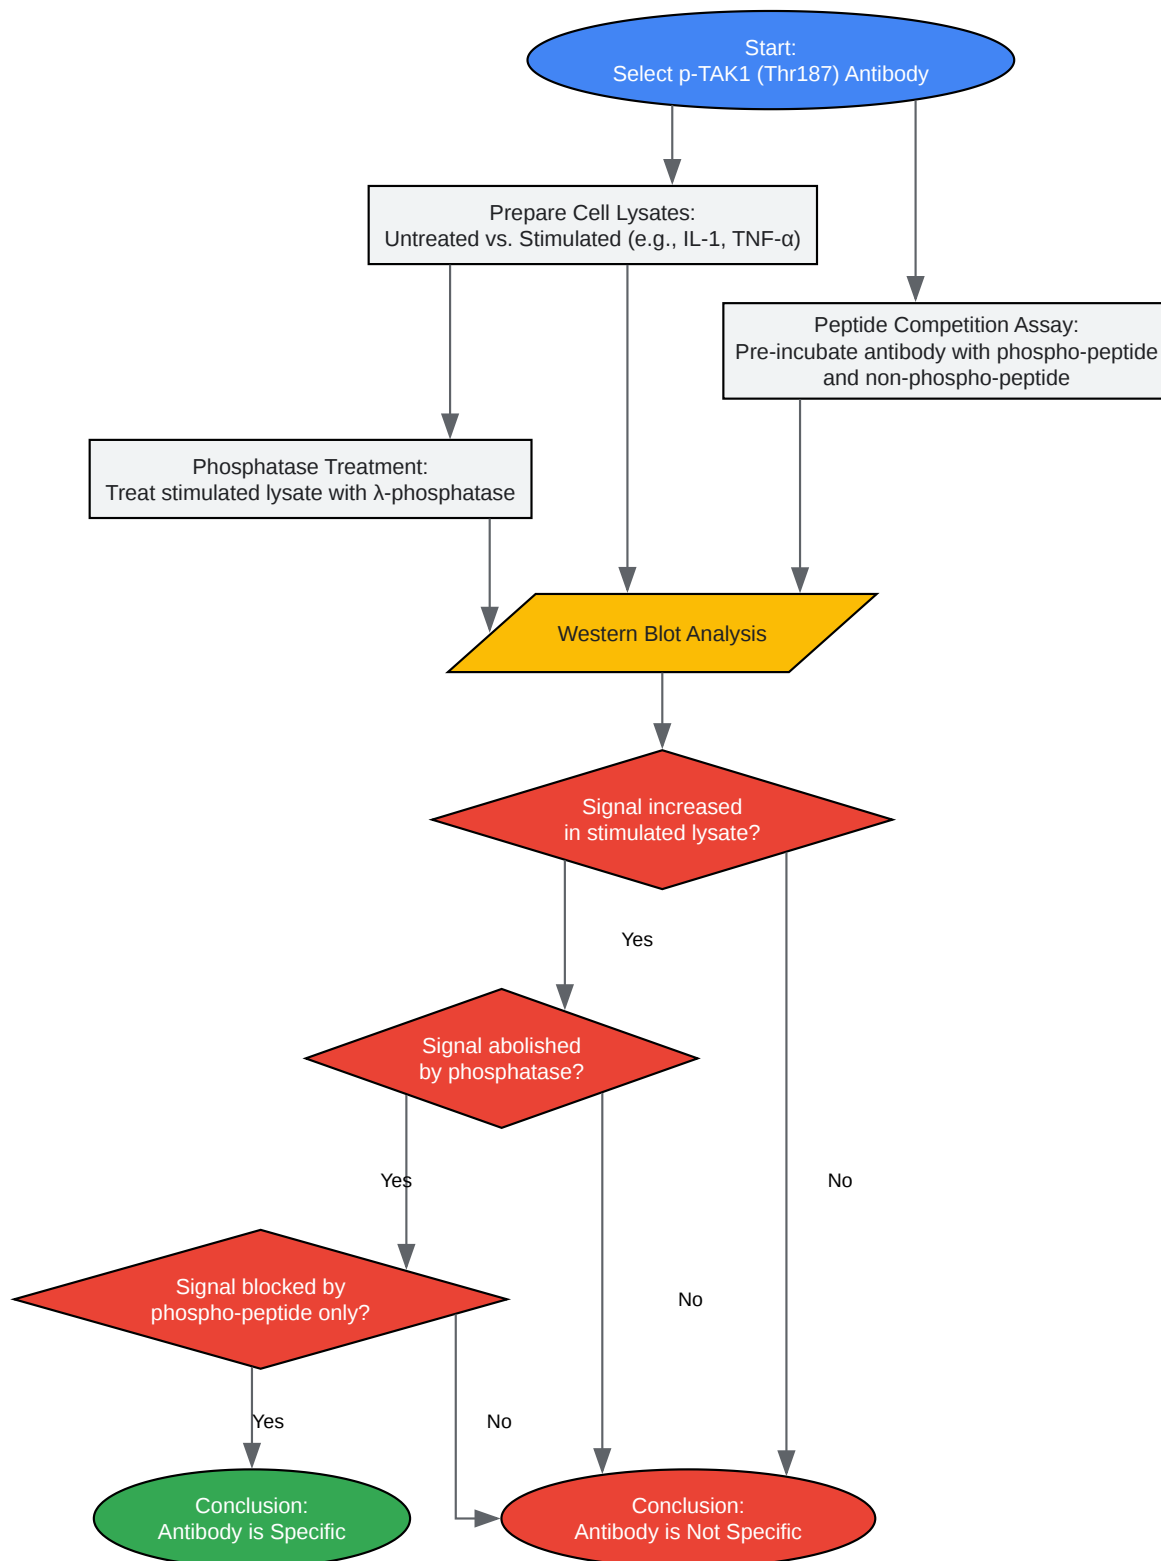 Start:
Select p-TAK1 (Thr187) Antibody
Prepare Cell Lysates:
Untreated vs. Stimulated (e.g., IL-1, TNF-α)
Peptide Competition Assay:
Pre-incubate antibody with phospho-peptide
and non-phospho-peptide
Phosphatase Treatment:
Treat stimulated lysate with λ-phosphatase
Western Blot Analysis
Signal increased
in stimulated lysate?
Yes
Signal abolished
by phosphatase?
Yes
No
Signal blocked by
phospho-peptide only?
No
Yes
No
Conclusion:
Antibody is Specific
Conclusion:
Antibody is Not Specific